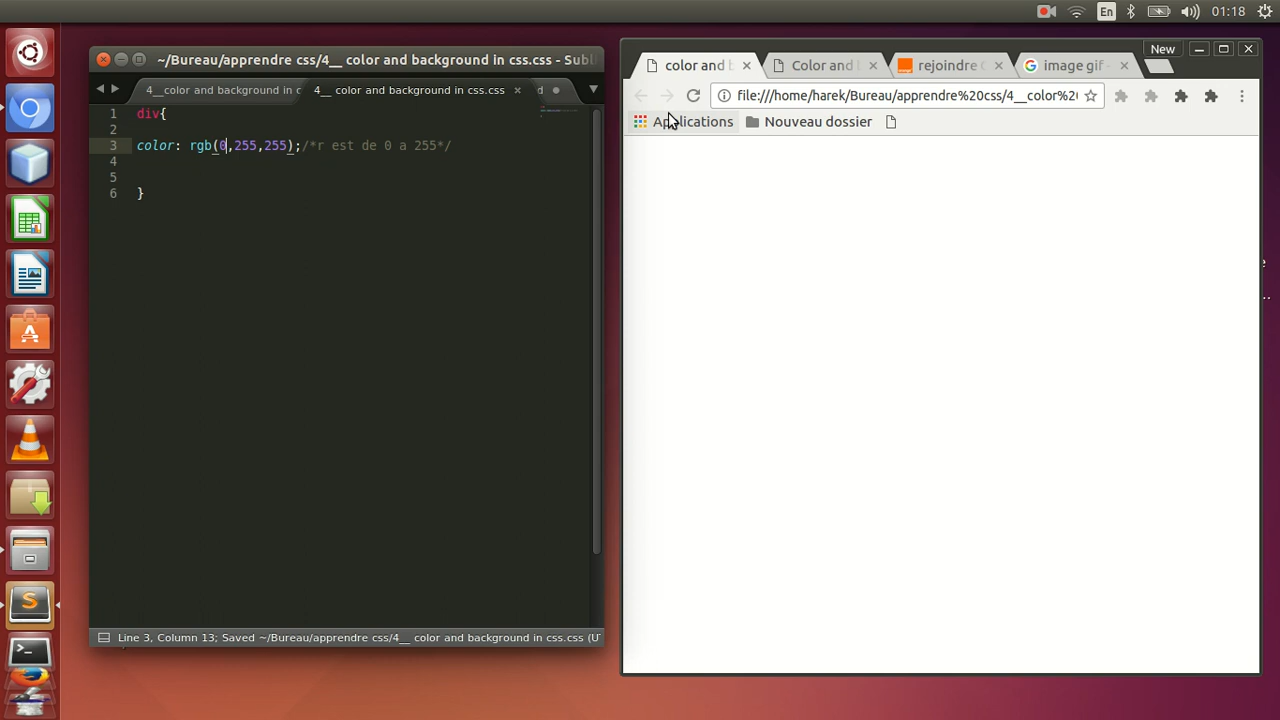 En
01:18
~/Bureau/apprendre css/4__ color and background in css.css - Subl
4__color and background in c
4__ color and background in css.css
d
1 div{
2
3 color: rgb(0,255,255);/*r est de 0 a 255*/
4
5
6 }
Line 3, Column 13; Saved ~/Bureau/apprendre css/4__ color and background in css.css (UT
New
color and b
Color and b
rejoindre
image gif -
file:///home/harek/Bureau/apprendre%20css/4__color%20
Applications
Nouveau dossier